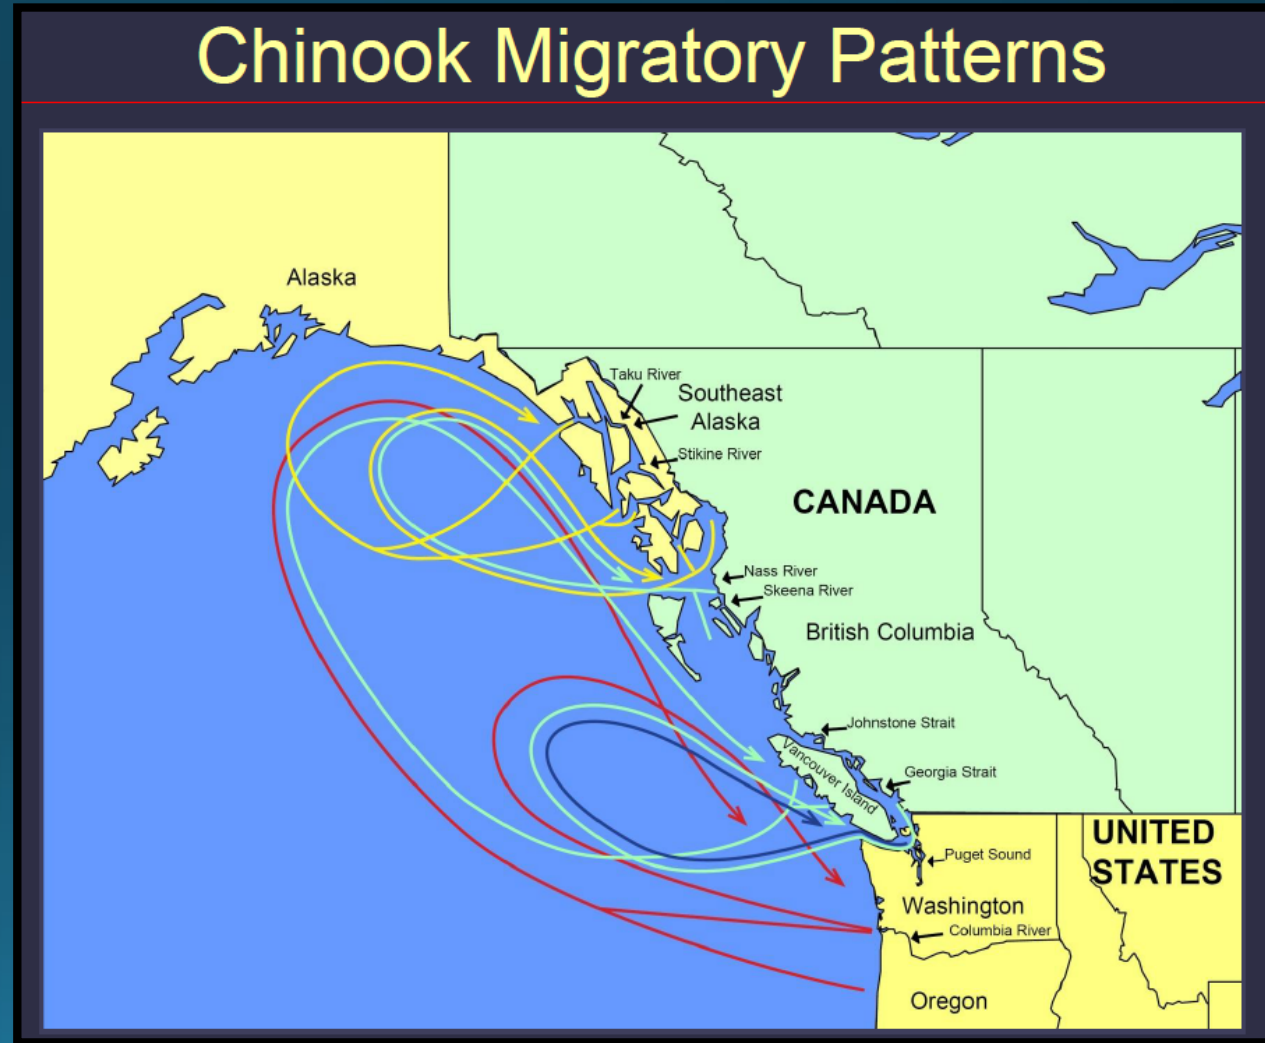 Chinook Migratory Patterns
Alaska
Taku River
Southeast
Alaska
Stikine River
CANADA
Nass River
Skeena River
British Columbia
Johnstone Strait
Vancouver Island
Georgia Strait
UNITED
STATES
Puget Sound
Washington
Columbia River
Oregon